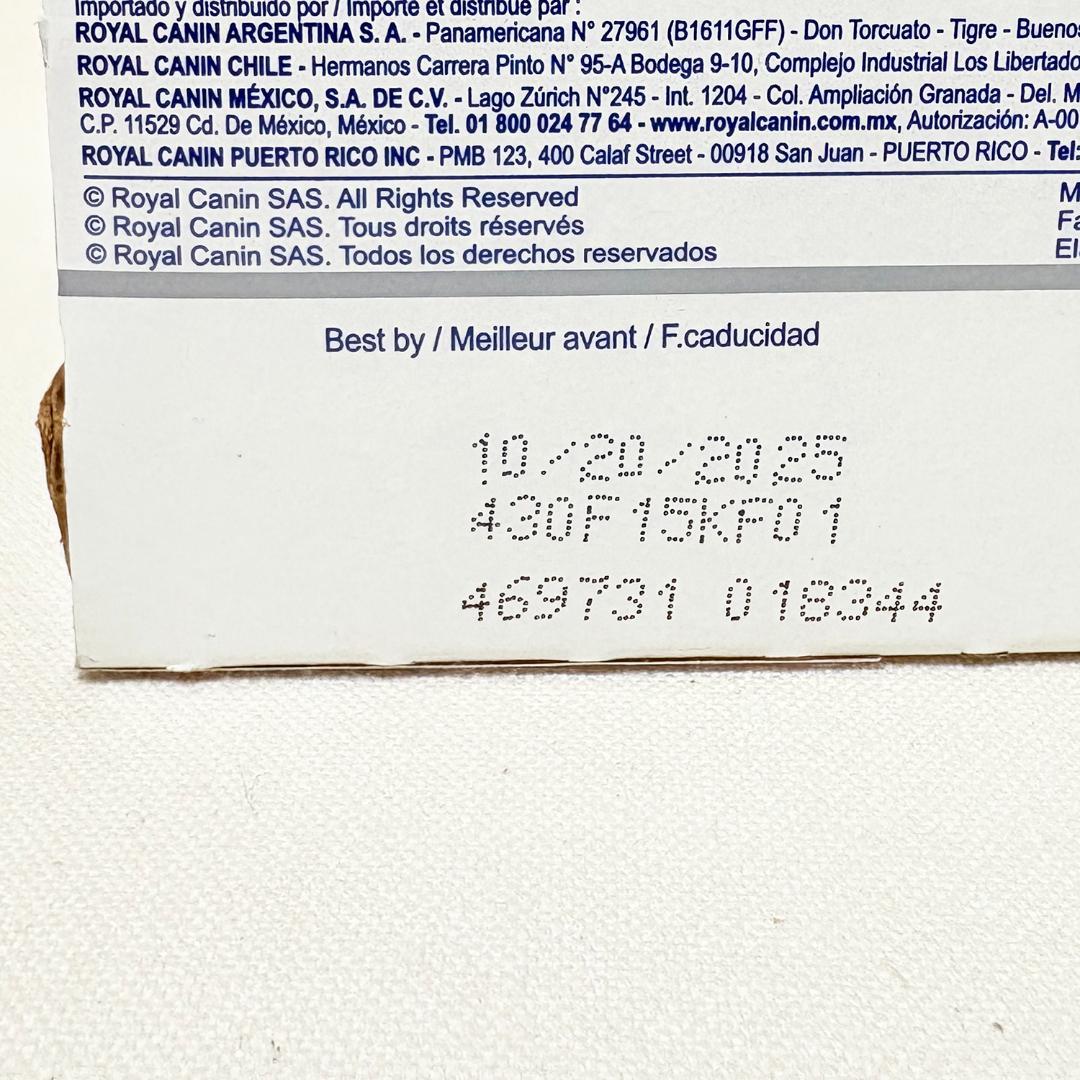 Importado y distribuido por / Importé et distribué par :
ROYAL CANIN ARGENTINA S. A. - Panamericana N° 27961 (B1611GFF) - Don Torcuato - Tigre - Buenos
ROYAL CANIN CHILE - Hermanos Carrera Pinto N° 95-A Bodega 9-10, Complejo Industrial Los Libertado
ROYAL CANIN MÉXICO, S.A. DE C.V. - Lago Zúrich N°245 - Int. 1204 - Col. Ampliación Granada - Del. M
C.P. 11529 Cd. De México, México - Tel. 01 800 024 77 64 - www.royalcanin.com.mx, Autorización: A-00
ROYAL CANIN PUERTO RICO INC - PMB 123, 400 Calaf Street - 00918 San Juan - PUERTO RICO - Tel:
© Royal Canin SAS. All Rights Reserved M
© Royal Canin SAS. Tous droits réservés Fa
© Royal Canin SAS. Todos los derechos reservados Ela
Best by / Meilleur avant / F.caducidad
10/20/2025
430F15KF01
469731 018344